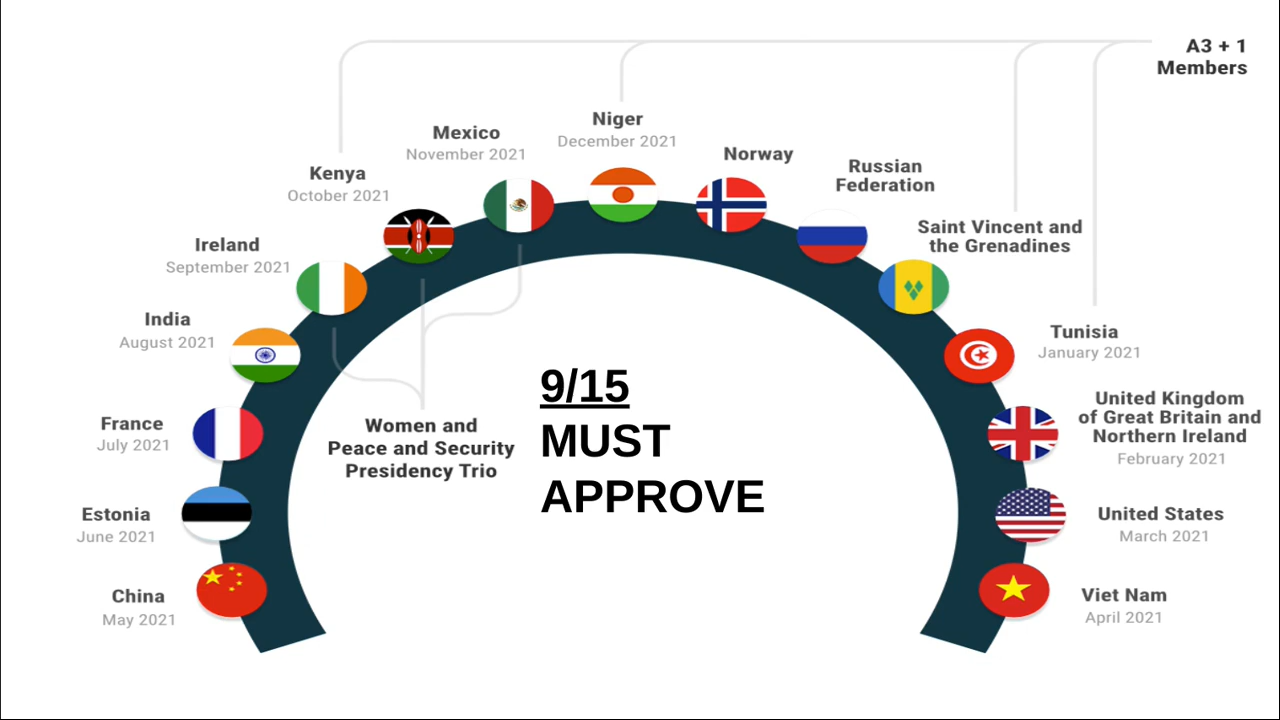 A3 + 1
Members
Niger
December 2021
Mexico
November 2021
Norway
Kenya
October 2021
Russian
Federation
Ireland
September 2021
Saint Vincent and
the Grenadines
India
August 2021
Tunisia
January 2021
France
July 2021
United Kingdom
of Great Britain and
Northern Ireland
February 2021
Women and
Peace and Security
Presidency Trio
9/15
MUST
APPROVE
Estonia
June 2021
United States
March 2021
China
May 2021
Viet Nam
April 2021